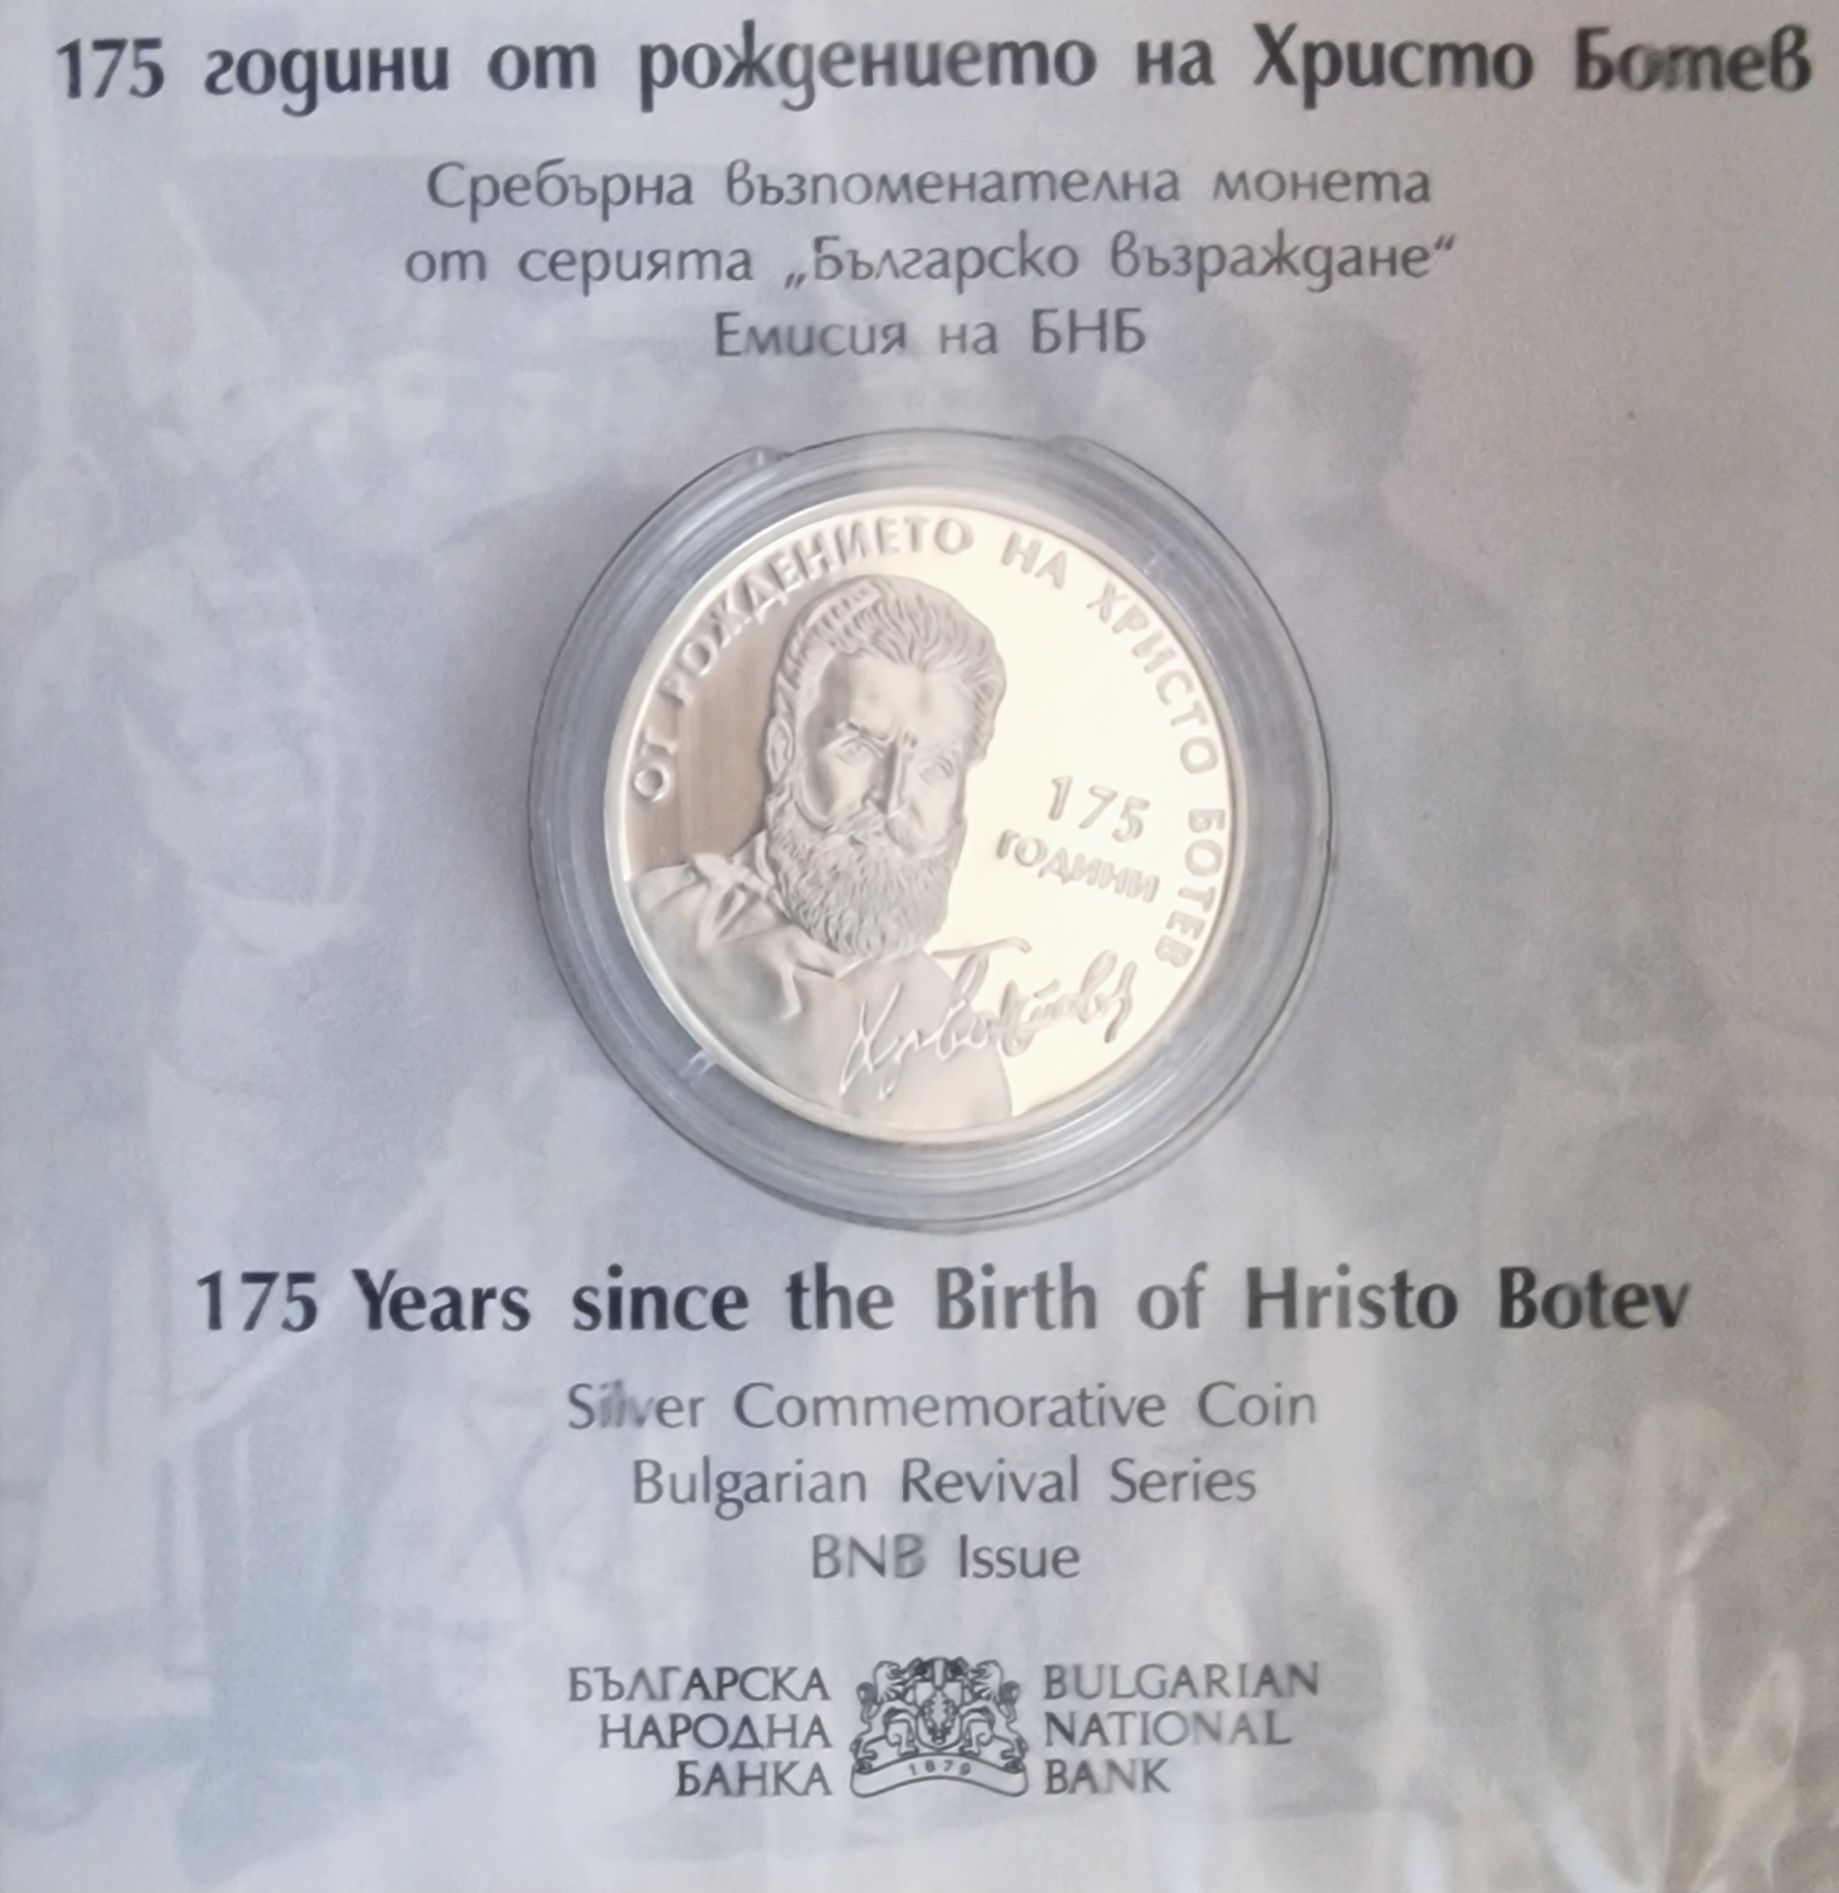 175 години от рождението на Христо Ботев
Сребърна възпоменателна монета
от серията „Българско възраждане“
Емисия на БНБ
ОТ РОЖДЕНИЕТО НА ХРИСТО БОТЕВ
175
ГОДИНИ
175 Years since the Birth of Hristo Botev
Silver Commemorative Coin
Bulgarian Revival Series
BNB Issue
БЪЛГАРСКА
НАРОДНА
БАНКА
1879
BULGARIAN
NATIONAL
BANK